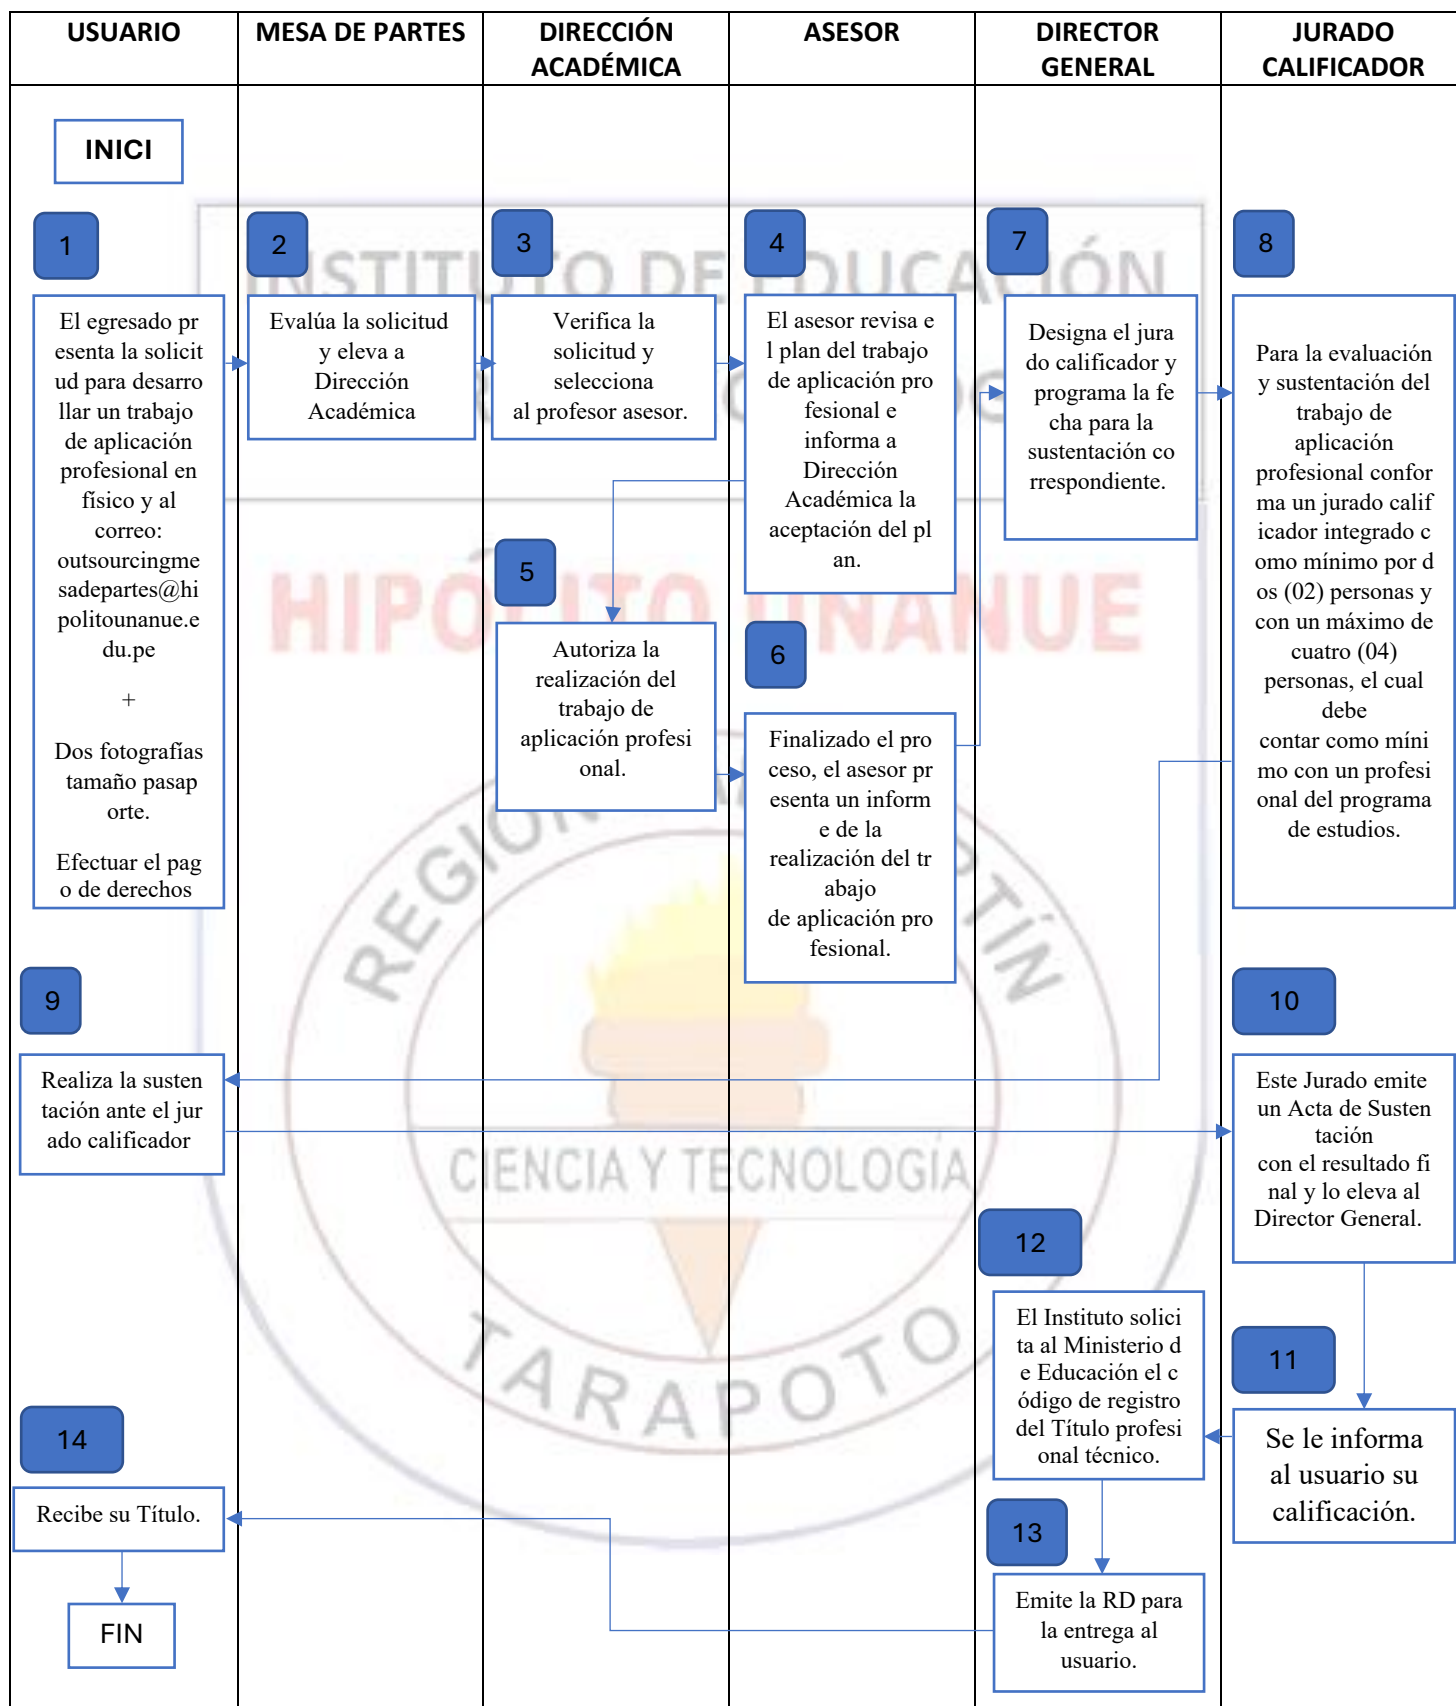 USUARIO
MESA DE PARTES
DIRECCIÓN
ACADÉMICA
ASESOR
DIRECTOR
GENERAL
JURADO
CALIFICADOR
INICI
INSTITUTO DE EDUCACIÓN
HIPÓLITO UNANUE
REGION
TÍN
CIENCIA Y TECNOLOGÍA
TARAPOTO
1
El egresado pr
esenta la solicit
ud para desarro
llar un trabajo
de aplicación
profesional en
físico y al
correo:
outsourcingme
sadepartes@hi
politounanue.e
du.pe
+
Dos fotografías
tamaño pasap
orte.
Efectuar el pag
o de derechos
2
Evalúa la solicitud
y eleva a
Dirección
Académica
3
Verifica la
solicitud y
selecciona
al profesor asesor.
4
El asesor revisa e
l plan del trabajo
de aplicación pro
fesional e
informa a
Dirección
Académica la
aceptación del pl
an.
5
Autoriza la
realización del
trabajo de
aplicación profesi
onal.
6
Finalizado el pro
ceso, el asesor pr
esenta un inform
e de la
realización del tr
abajo
de aplicación pro
fesional.
7
Designa el jura
do calificador y
programa la fe
cha para la
sustentación co
rrespondiente.
8
Para la evaluación
y sustentación del
trabajo de
aplicación
profesional confor
ma un jurado calif
icador integrado c
omo mínimo por d
os (02) personas y
con un máximo de
cuatro (04)
personas, el cual
debe
contar como míni
mo con un profesi
onal del programa
de estudios.
9
Realiza la susten
tación ante el jur
ado calificador
10
Este Jurado emite
un Acta de Susten
tación
con el resultado fi
nal y lo eleva al
Director General.
11
Se le informa
al usuario su
calificación.
12
El Instituto solici
ta al Ministerio d
e Educación el c
ódigo de registro
del Título profesi
onal técnico.
13
Emite la RD para
la entrega al
usuario.
14
Recibe su Título.
FIN